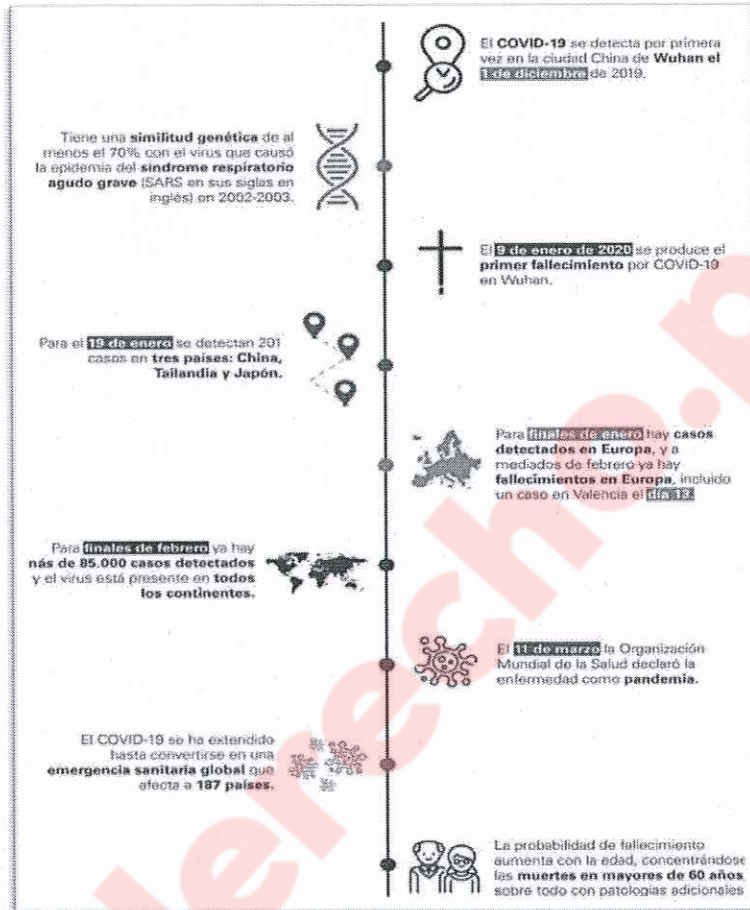 El COVID-19 se detecta por primera
vez en la ciudad China de Wuhan el
1 de diciembre de 2019.
Tiene una similitud genética de al
menos el 70% con el virus que causó
la epidemia del síndrome respiratorio
agudo grave (SARS en sus siglas en
inglés) en 2002-2003.
El 9 de enero de 2020 se produce el
primer fallecimiento por COVID-19
en Wuhan.
Para el 19 de enero se detectan 201
casos en tres países: China,
Tailandia y Japón.
Para finales de enero hay casos
detectados en Europa, y a
mediados de febrero ya hay
fallecimientos en Europa, incluido
un caso en Valencia el día 13
Para finales de febrero ya hay
nás de 85.000 casos detectados
y el virus está presente en todos
los continentes.
El 11 de marzo la Organización
Mundial de la Salud declaró la
enfermedad como pandemia.
El COVID-19 se ha extendido
hasta convertirse en una
emergencia sanitaria global que
afecta a 187 países.
La probabilidad de fallecimiento
aumenta con la edad, concentrándose
las muertes en mayores de 60 años,
sobre todo con patologías adicionales
derecho.p